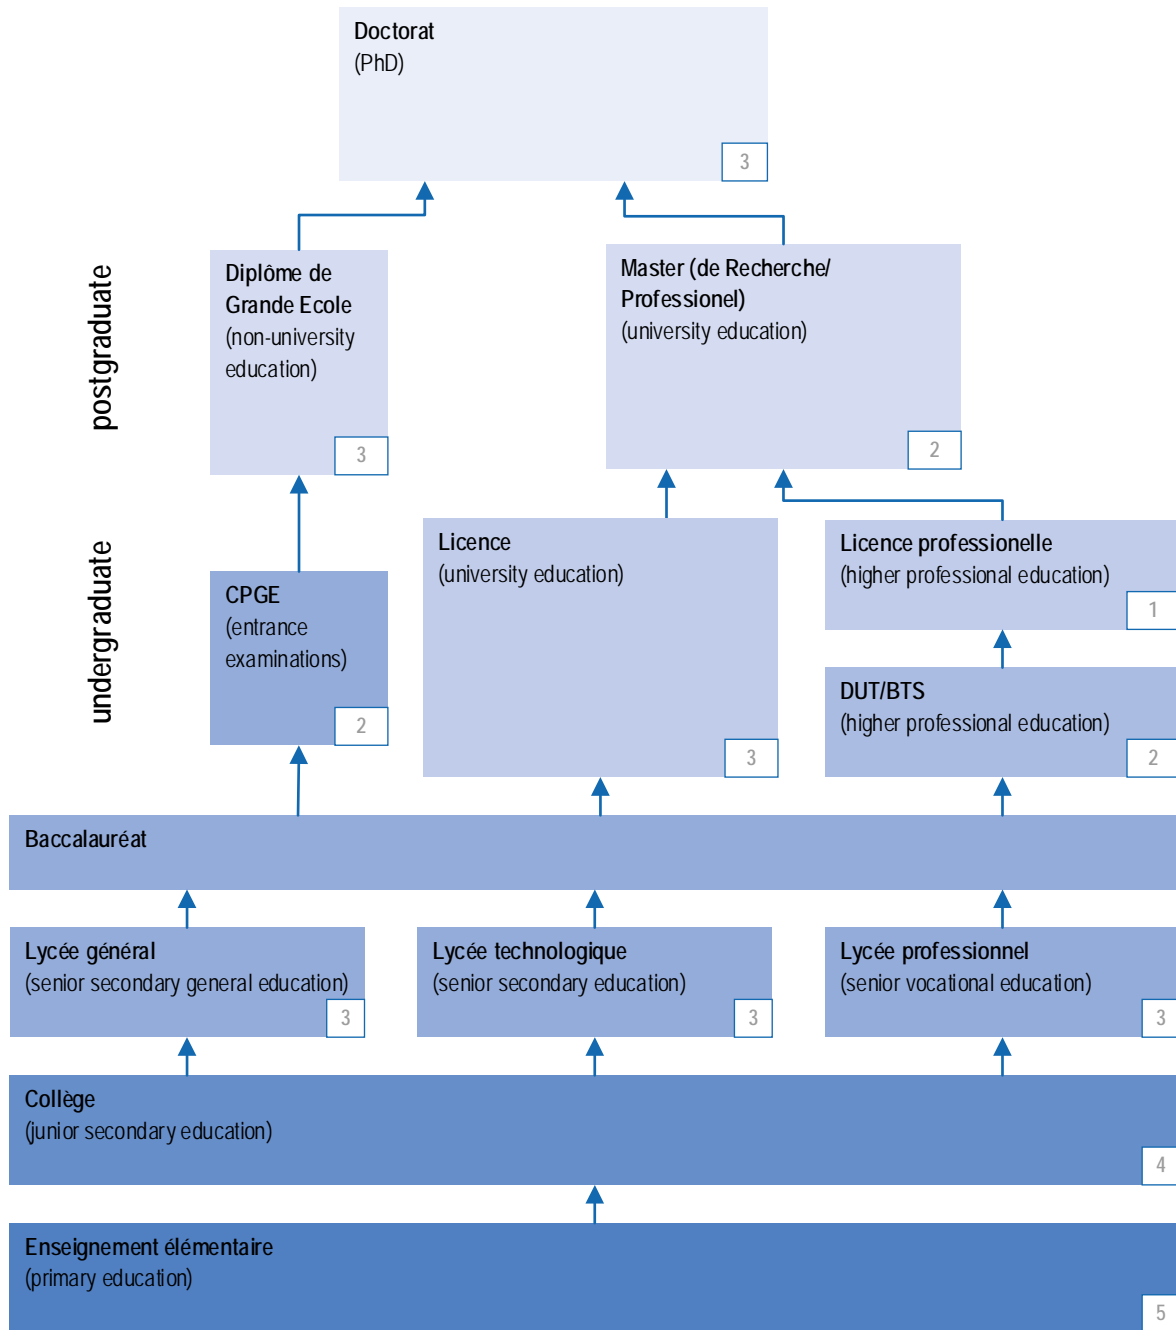 Doctorat
(PhD)
3
postgraduate
Diplôme de
Grande Ecole
(non-university
education)
3
Master (de Recherche/
Professionel)
(university education)
2
undergraduate
CPGE
(entrance
examinations)
2
Licence
(university education)
3
Licence professionelle
(higher professional education)
1
DUT/BTS
(higher professional education)
2
Baccalauréat
Lycée général
(senior secondary general education)
3
Lycée technologique
(senior secondary education)
3
Lycée professionnel
(senior vocational education)
3
Collège
(junior secondary education)
4
Enseignement élémentaire
(primary education)
5